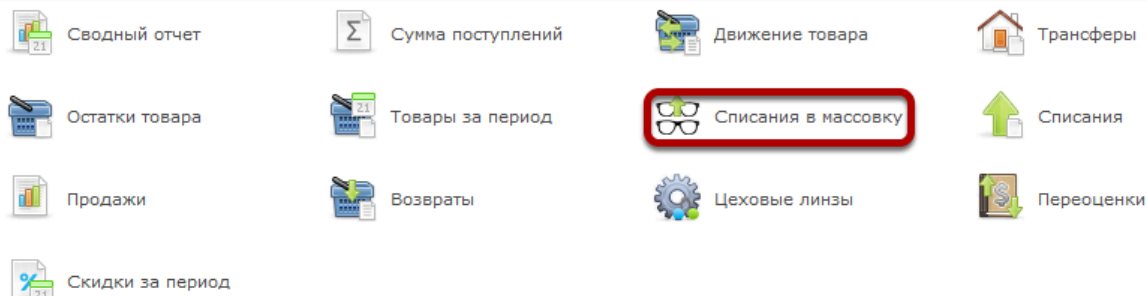 Сводный отчет
Сумма поступлений
Движение товара
Трансферы
Остатки товара
Товары за период
Списания в массовку
Списания
Продажи
Возвраты
Цеховые линзы
Переоценки
Скидки за период